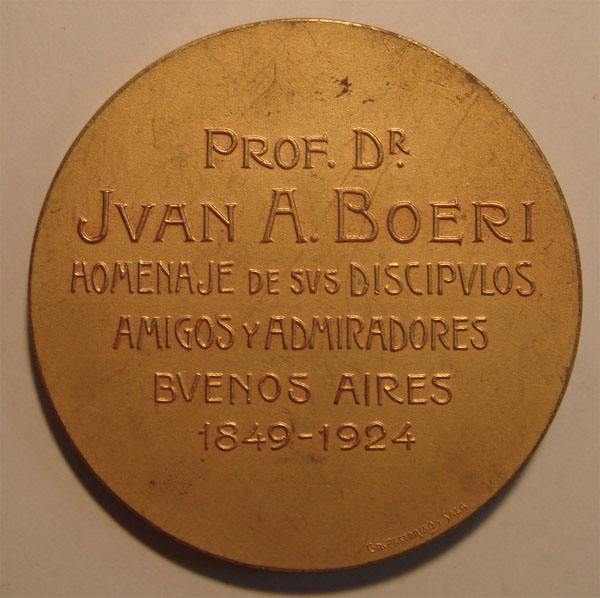 PROF. DR.
JVAN A. BOERI
HOMENAJE DE SVS DISCIPVLOS
AMIGOS Y ADMIRADORES
BVENOS AIRES
1849-1924